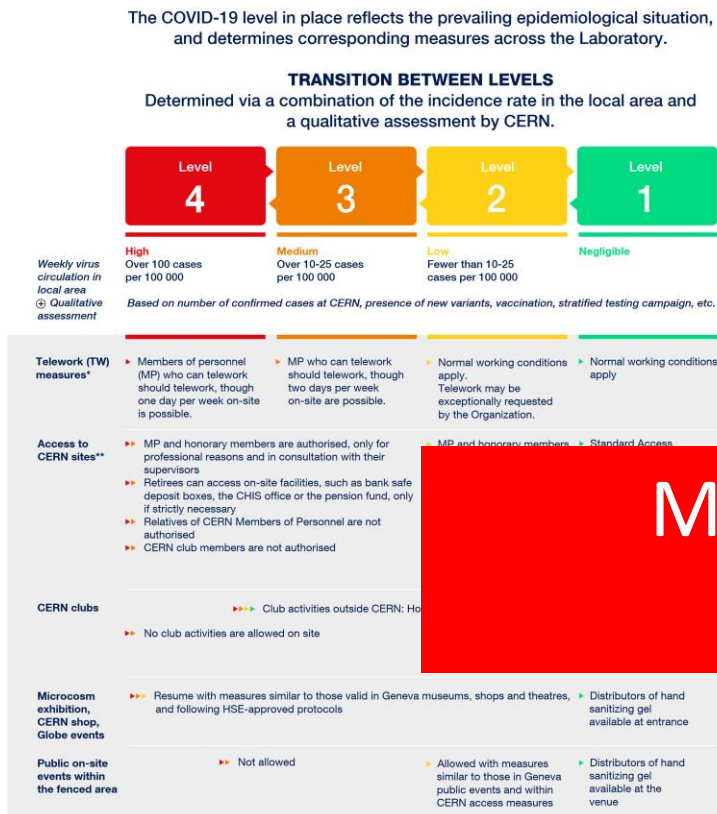 The COVID-19 level in place reflects the prevailing epidemiological situation,
and determines corresponding measures across the Laboratory.
TRANSITION BETWEEN LEVELS
Determined via a combination of the incidence rate in the local area and
a qualitative assessment by CERN.
Level
4
Level
3
Level
2
Level
1
Weekly virus
circulation in
local area
⊕ Qualitative
assessment
High
Over 100 cases
per 100 000
Medium
Over 10-25 cases
per 100 000
Low
Fewer than 10-25
cases per 100 000
Negligible
Based on number of confirmed cases at CERN, presence of new variants, vaccination, stratified testing campaign, etc.
Telework (TW)
measures*
Members of personnel
(MP) who can telework
should telework, though
one day per week on-site
is possible.
MP who can telework
should telework, though
two days per week
on-site are possible.
Normal working conditions
apply.
Telework may be
exceptionally requested
by the Organization.
Normal working conditions
apply
Access to
CERN sites**
MP and honorary members are authorised, only for
professional reasons and in consultation with their
supervisors
Retirees can access on-site facilities, such as bank safe
deposit boxes, the CHIS office or the pension fund, only
if strictly necessary
Relatives of CERN Members of Personnel are not
authorised
CERN club members are not authorised
MP and honorary members
Standard Access
M
CERN clubs
Club activities outside CERN: Ho
No club activities are allowed on site
Microcosm
exhibition,
CERN shop,
Globe events
Resume with measures similar to those valid in Geneva museums, shops and theatres,
and following HSE-approved protocols
Distributors of hand
sanitizing gel
available at entrance
Public on-site
events within
the fenced area
Not allowed
Allowed with measures
similar to those in Geneva
public events and within
CERN access measures
Distributors of hand
sanitizing gel
available at the
venue